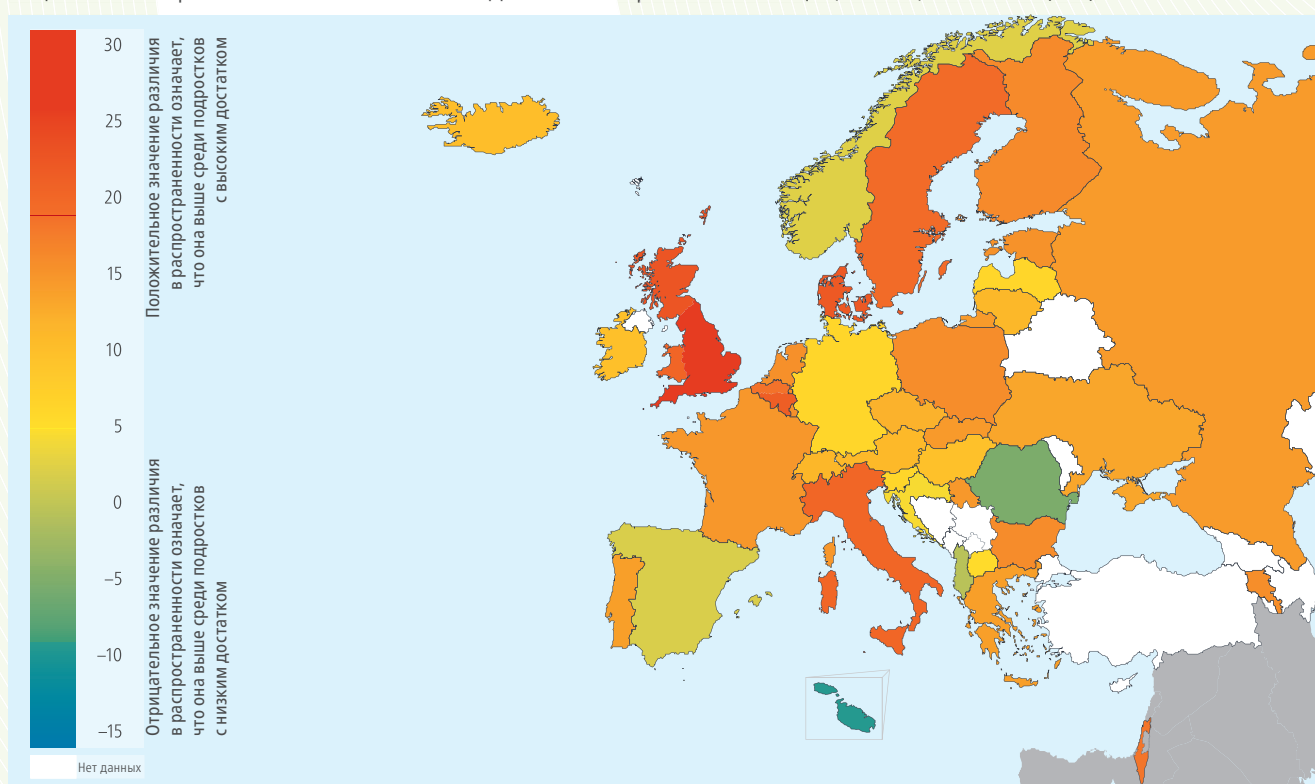 30
25
20
15
10
5
0
–5
–10
–15
Положительное значение различия
в распространенности означает,
что она выше среди подростков
с высоким достатком
Отрицательное значение различия
в распространенности означает,
что она выше среди подростков
с низким достатком
Нет данных